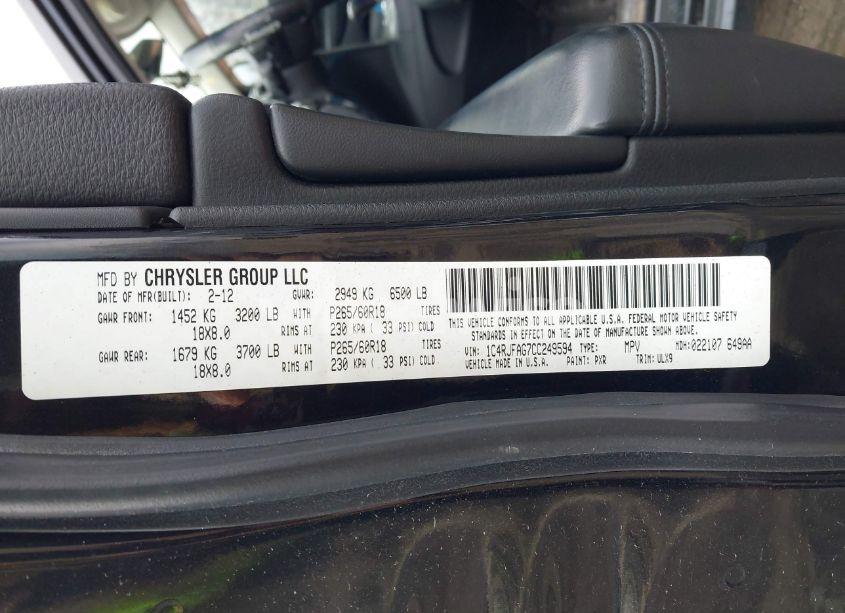 MFD BY CHRYSLER GROUP LLC
DATE OF MFR(BUILT): 2-12 GVWR: 2949 KG 6500 LB
GAWR FRONT: 1452 KG 3200 LB WITH P265/60R18 TIRES
18X8.0 RIMS AT 230 KPA ( 33 PSI) COLD
GAWR REAR: 1679 KG 3700 LB WITH P265/60R18 TIRES
18X8.0 RIMS AT 230 KPA ( 33 PSI) COLD
THIS VEHICLE CONFORMS TO ALL APPLICABLE U.S.A. FEDERAL MOTOR VEHICLE SAFETY
STANDARDS IN EFFECT ON THE DATE OF MANUFACTURE SHOWN ABOVE.
VIN: 1C4RJFAG7CC249594 TYPE: MPV MDH:022107 649AA
VEHICLE MADE IN U.S.A. PAINT: PXR TRIM: ULX9